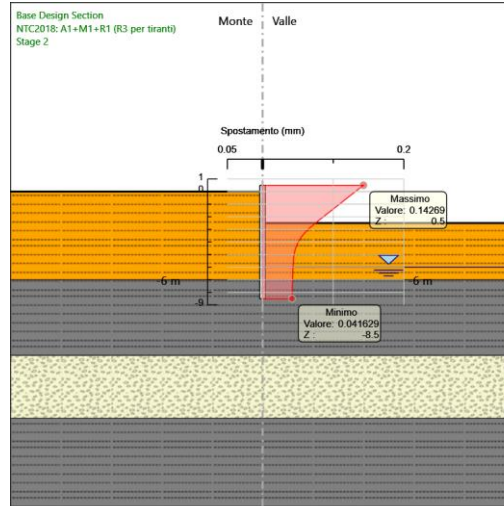 Base Design Section
NTC2018: A1+M1+R1 (R3 per tiranti)
Stage 2
Monte
Valle
Spostamento (mm)
0.05
0.2
1
0
Massimo
Valore: 0.14269
Z : 0.5
-6 m
-6 m
-9
Minimo
Valore: 0.041629
Z : -8.5